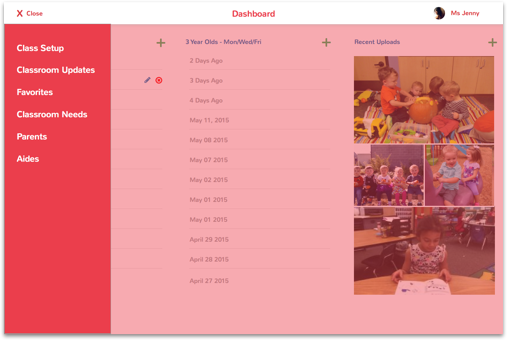 X Close
Dashboard
Ms Jenny
Class Setup
Classroom Updates
Favorites
Classroom Needs
Parents
Aides
3 Year Olds - Mon/Wed/Fri
2 Days Ago
3 Days Ago
4 Days Ago
May 11, 2015
May 08 2015
May 07 2015
May 02 2015
May 01 2015
May 01 2015
April 29 2015
April 28 2015
April 27 2015
Recent Uploads